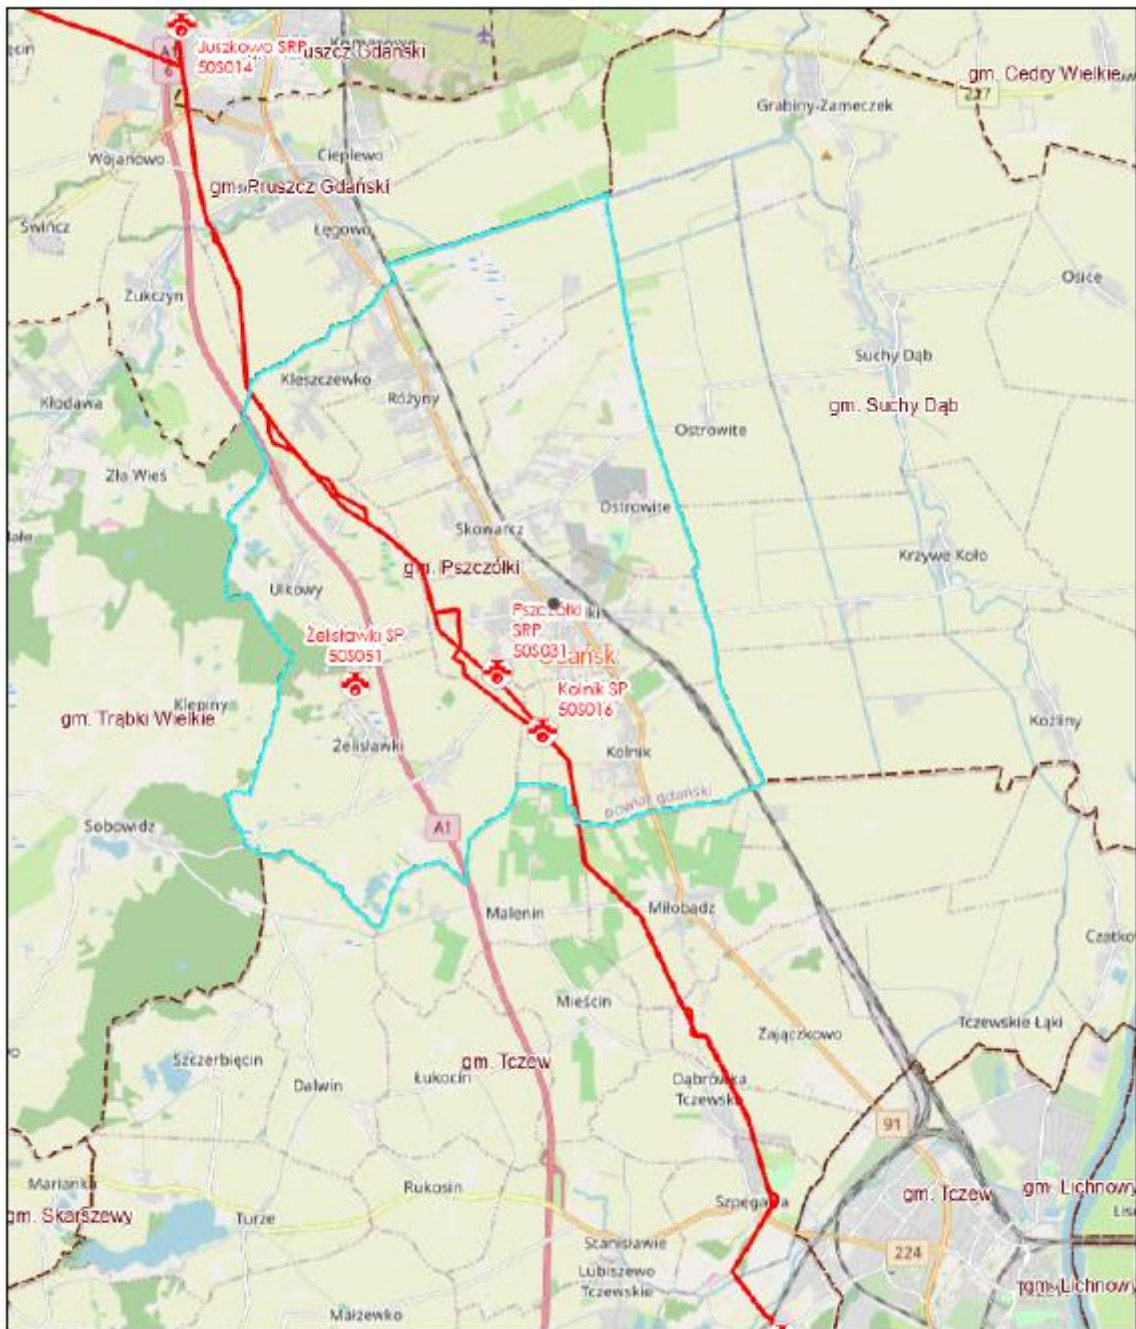 Juszkowo SRP
50S014
Pruszcz Gdański
gm. Cedry Wielkie
227
Grabiny-Zameczek
Wojanowo
Cieplewo
gm. Pruszcz Gdański
Łęgowo
Świńcz
Żukczyn
Osice
Suchy Dąb
gm. Suchy Dąb
Kłodawa
Kleszczewko
Różyny
Ostrowite
Zła Wieś
Ostrowite
Skowarcz
Krzywe Koło
gm. Pszczółki
Ulkowy
Pszczółki
SRP
50S031
Żelisławki SP
50S051
Gdańsk
Kolnik SP
50S016
Klepiny
gm. Trąbki Wielkie
Żelisławki
Kolnik
Koźliny
powiat gdański
Sobowidz
A1
Malenin
Miłobądz
Mieścin
Zajączkowo
Tczewskie Łąki
Szczerbięcin
gm. Tczew
Łukocin
Dalwin
Dąbrówka
Tczewska
91
Marianka
Rukosin
gm. Tczew
gm. Lichnowy
gm. Skarszewy
Turze
Szpęgawa
Stanisławie
224
Lubiszewo
Tczewskie
gm. Lichnowy
Małżewko